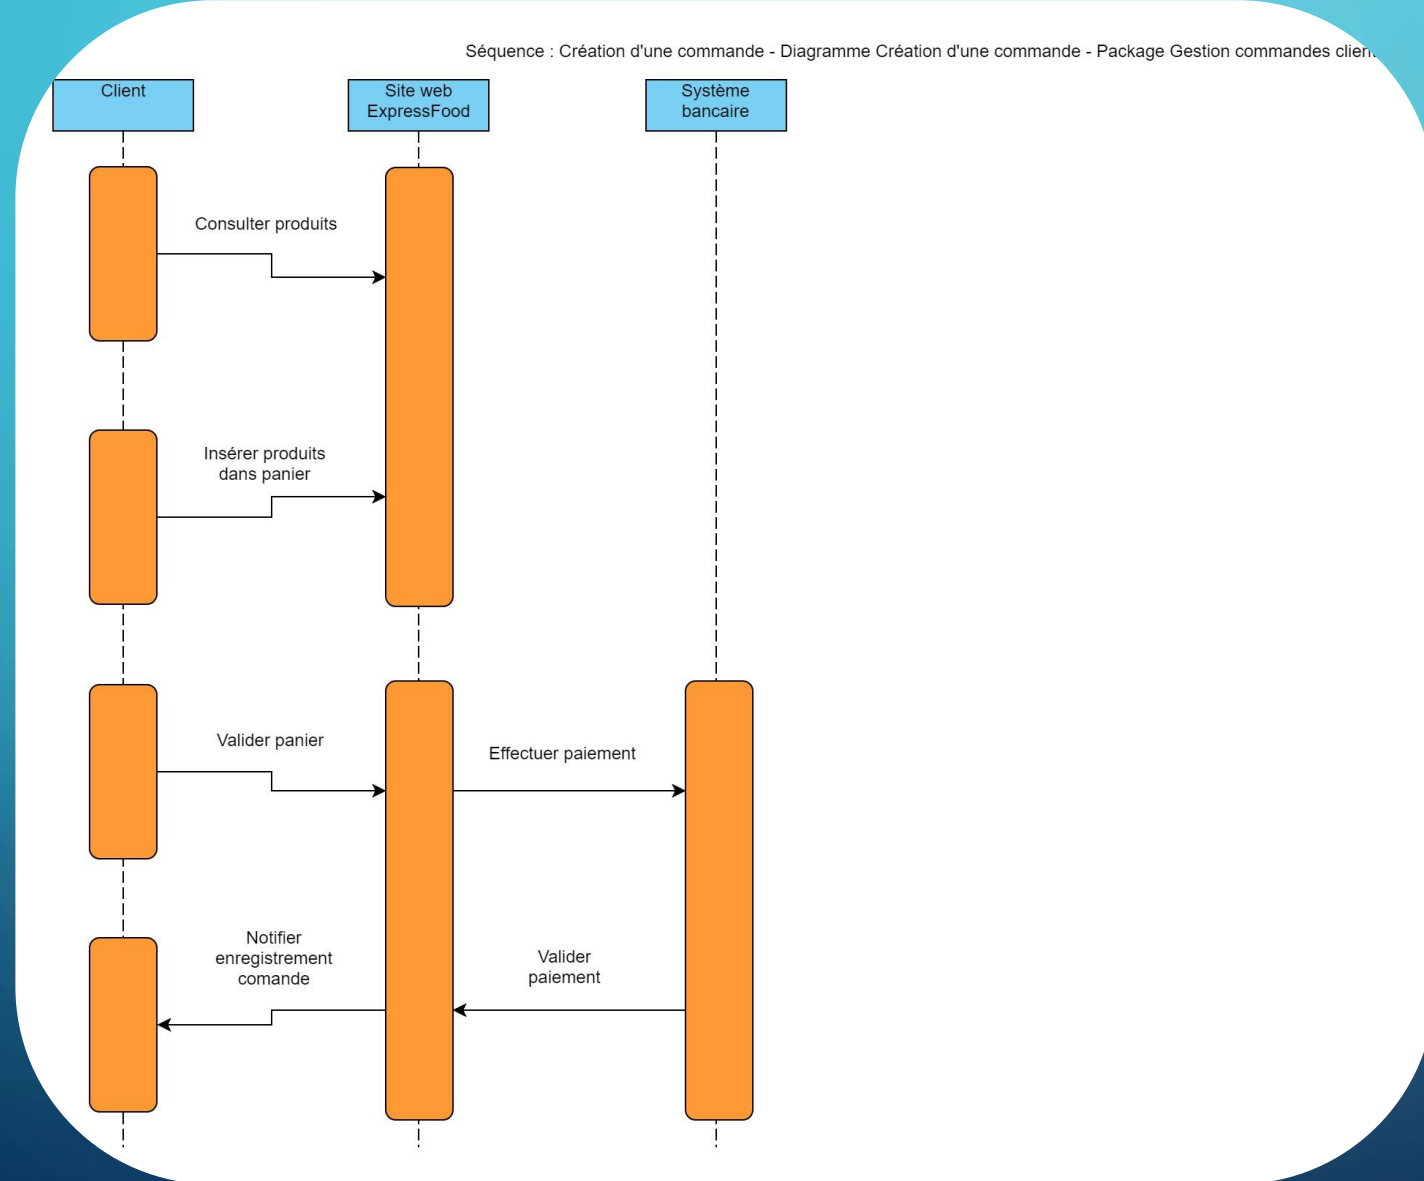 Séquence : Création d'une commande - Diagramme Création d'une commande - Package Gestion commandes client
Client
Site web
ExpressFood
Système
bancaire
Consulter produits
Insérer produits
dans panier
Valider panier
Effectuer paiement
Notifier
enregistrement
comande
Valider
paiement